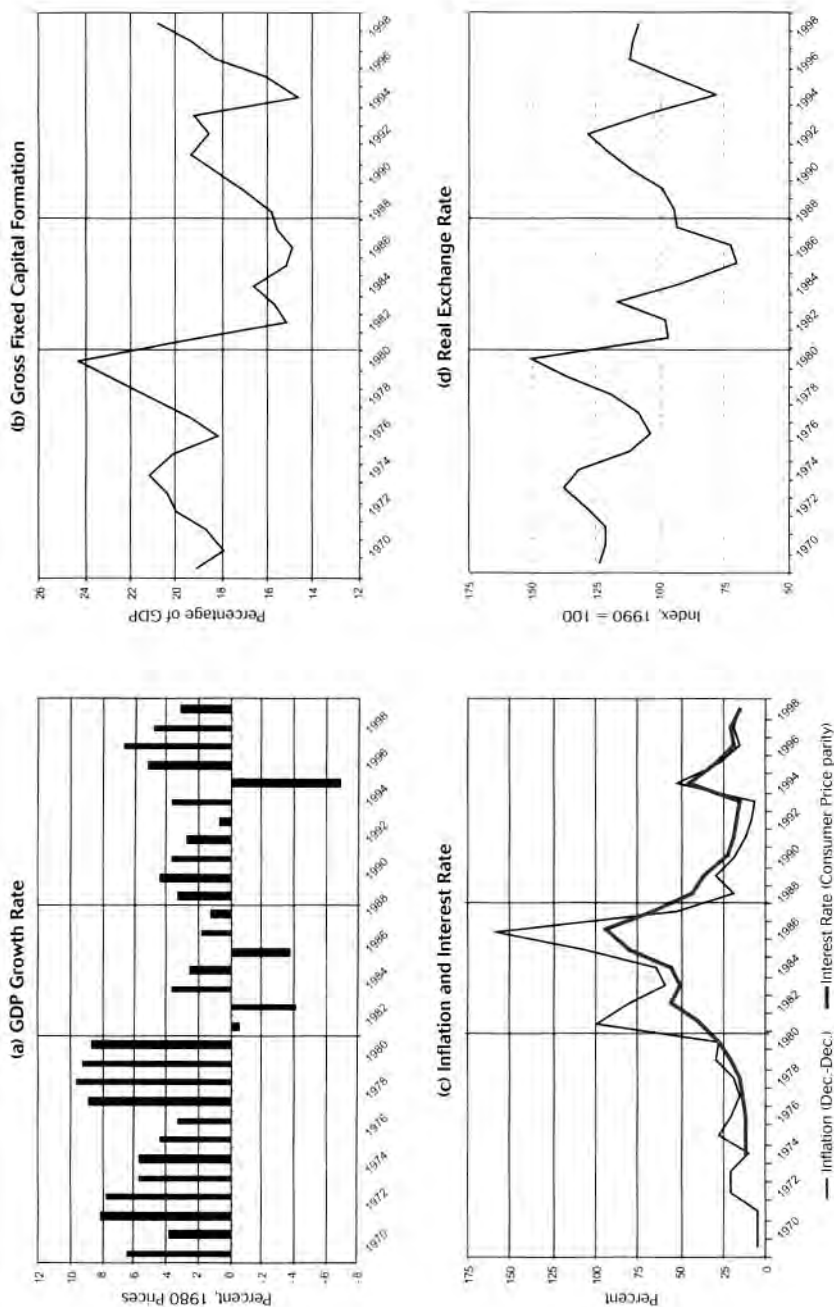 (a) GDP Growth Rate
Percent, 1980 Prices
12
10
8
6
4
2
0
-2
-4
-6
-8
1970 1972 1974 1976 1978 1980 1982 1984 1986 1988 1990 1992 1994 1996 1998
(b) Gross Fixed Capital Formation
Percentage of GDP
26
24
22
20
18
16
14
12
1970 1972 1974 1976 1978 1980 1982 1984 1986 1988 1990 1992 1994 1996 1998
(c) Inflation and Interest Rate
Percent
175
150
125
100
75
50
25
0
1970 1972 1974 1976 1978 1980 1982 1984 1986 1988 1990 1992 1994 1996 1998
Inflation (Dec.-Dec.) Interest Rate (Consumer Price parity)
(d) Real Exchange Rate
Index, 1990 = 100
175
150
125
100
75
50
1970 1972 1974 1976 1978 1980 1982 1984 1986 1988 1990 1992 1994 1996 1998